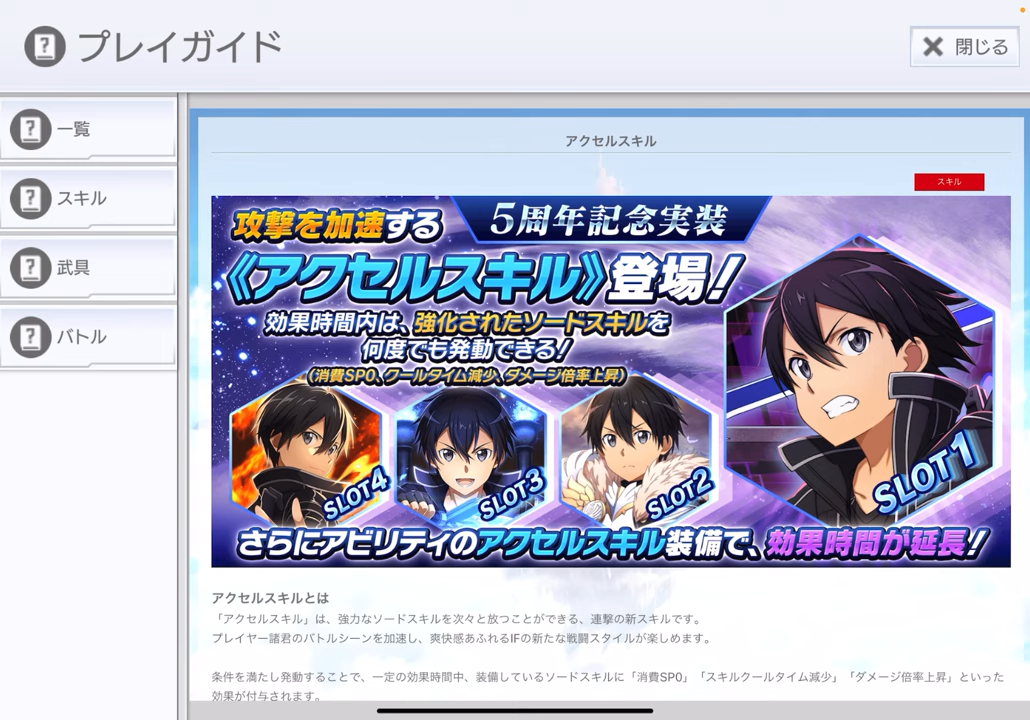 プレイガイド
閉じる
一覧
スキル
武具
バトル
アクセルスキル
スキル
攻撃を加速する
5周年記念実装
《アクセルスキル》登場!
効果時間内は、強化されたソードスキルを
何度でも発動できる!
(消費SP0、クールタイム減少、ダメージ倍率上昇)
SLOT4
SLOT3
SLOT2
SLOT1
さらにアビリティのアクセルスキル装備で、効果時間が延長!
アクセルスキルとは
「アクセルスキル」は、強力なソードスキルを次々と放つことができる、連撃の新スキルです。
プレイヤー諸君のバトルシーンを加速し、爽快感あふれるIFの新たな戦闘スタイルが楽しめます。
条件を満たし発動することで、一定の効果時間中、装備しているソードスキルに「消費SP0」「スキルクールタイム減少」「ダメージ倍率上昇」といった
効果が付与されます。